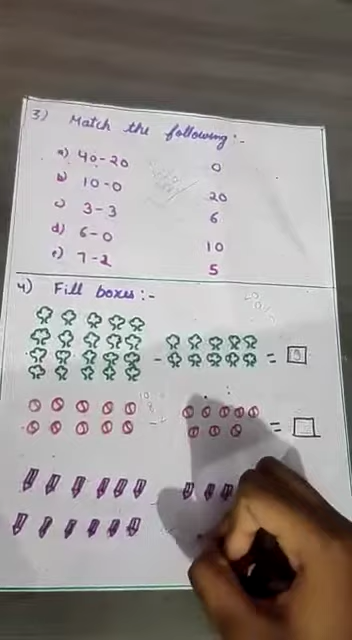 3) Match the following :-
a) 40-20 0
b) 10-0 20
c) 3-3 6
d) 6-0 10
e) 7-2 5
4) Fill boxes :-
- =
- =